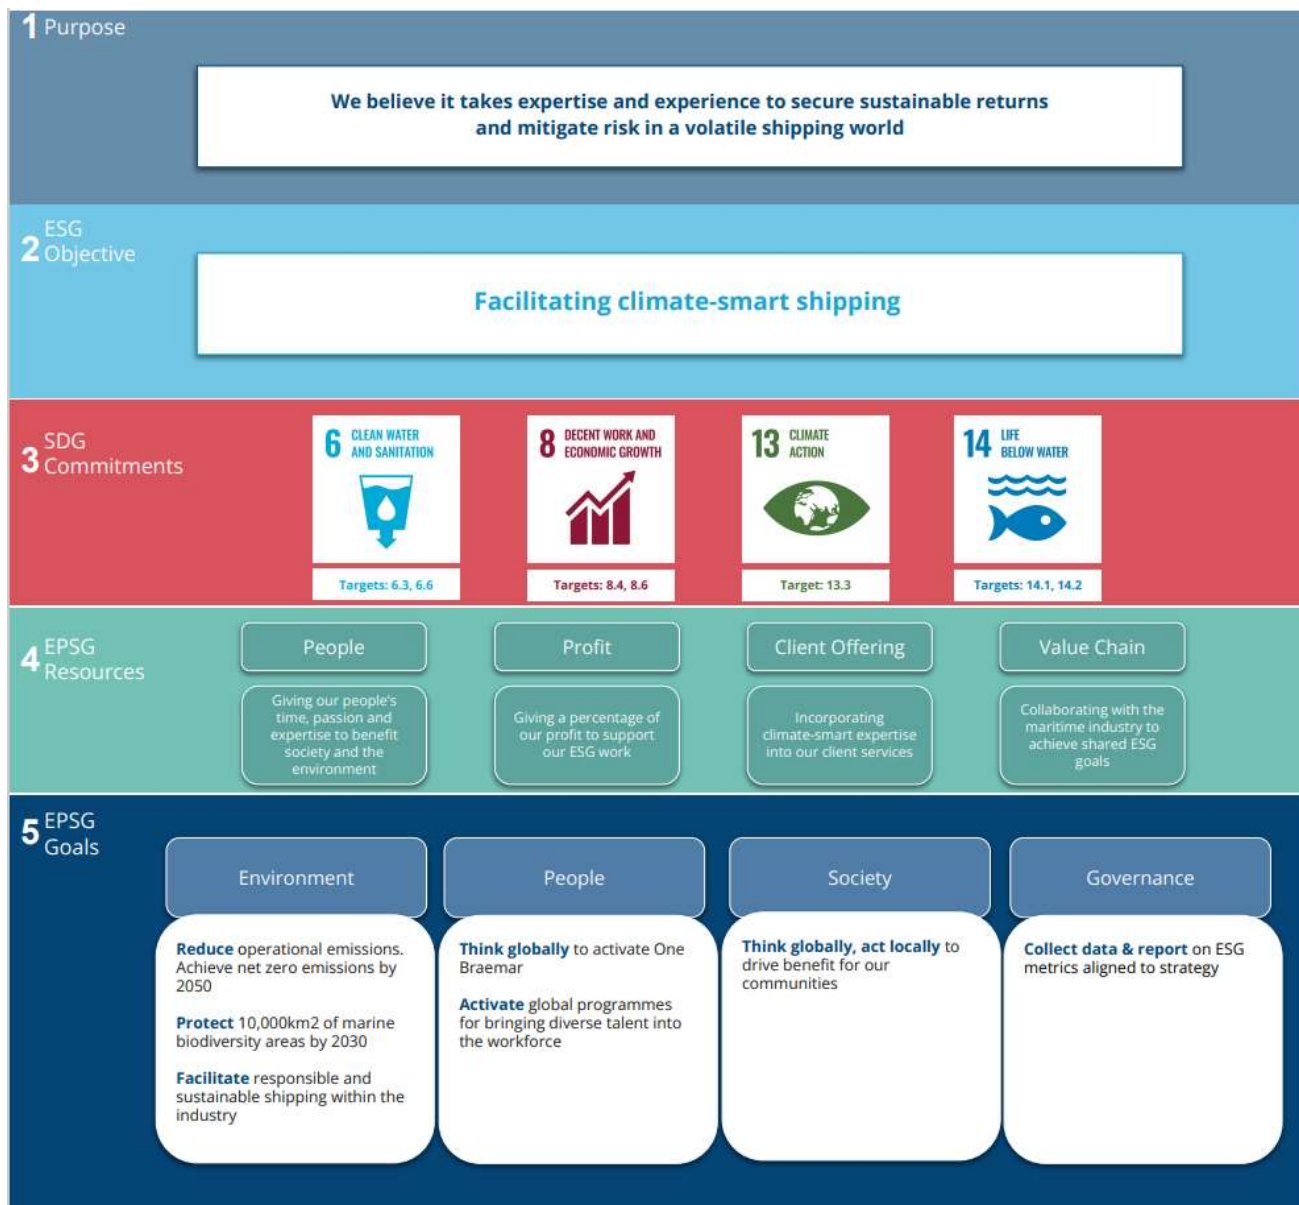 1 Purpose
We believe it takes expertise and experience to secure sustainable returns
and mitigate risk in a volatile shipping world
2 ESG
Objective
Facilitating climate-smart shipping
3 SDG
Commitments
6 CLEAN WATER
AND SANITATION
Targets: 6.3, 6.6
8 DECENT WORK AND
ECONOMIC GROWTH
Targets: 8.4, 8.6
13 CLIMATE
ACTION
Target: 13.3
14 LIFE
BELOW WATER
Targets: 14.1, 14.2
4 EPSG
Resources
People
Giving our people's
time, passion and
expertise to benefit
society and the
environment
Profit
Giving a percentage of
our profit to support
our ESG work
Client Offering
Incorporating
climate-smart expertise
into our client services
Value Chain
Collaborating with the
maritime industry to
achieve shared ESG
goals
5 EPSG
Goals
Environment
Reduce operational emissions.
Achieve net zero emissions by
2050
Protect 10,000km2 of marine
biodiversity areas by 2030
Facilitate responsible and
sustainable shipping within the
industry
People
Think globally to activate One
Braemar
Activate global programmes
for bringing diverse talent into
the workforce
Society
Think globally, act locally to
drive benefit for our
communities
Governance
Collect data & report on ESG
metrics aligned to strategy